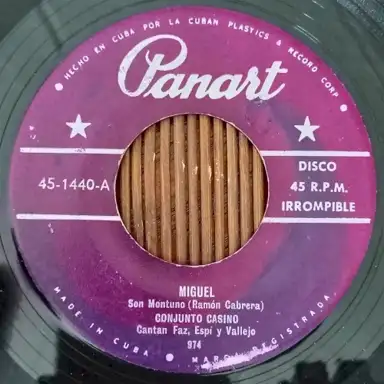 HECHO EN CUBA POR LA CUBAN PLASTICS & RECORD CORP.
Panart
45-1440-A
DISCO
45 R.P.M.
IRROMPIBLE
MIGUEL
Son Montuno (Ramón Cabrera)
CONJUNTO CASINO
Cantan Faz, Espí y Vallejo
974
MADE IN CUBA • MARCA REGISTRADA.